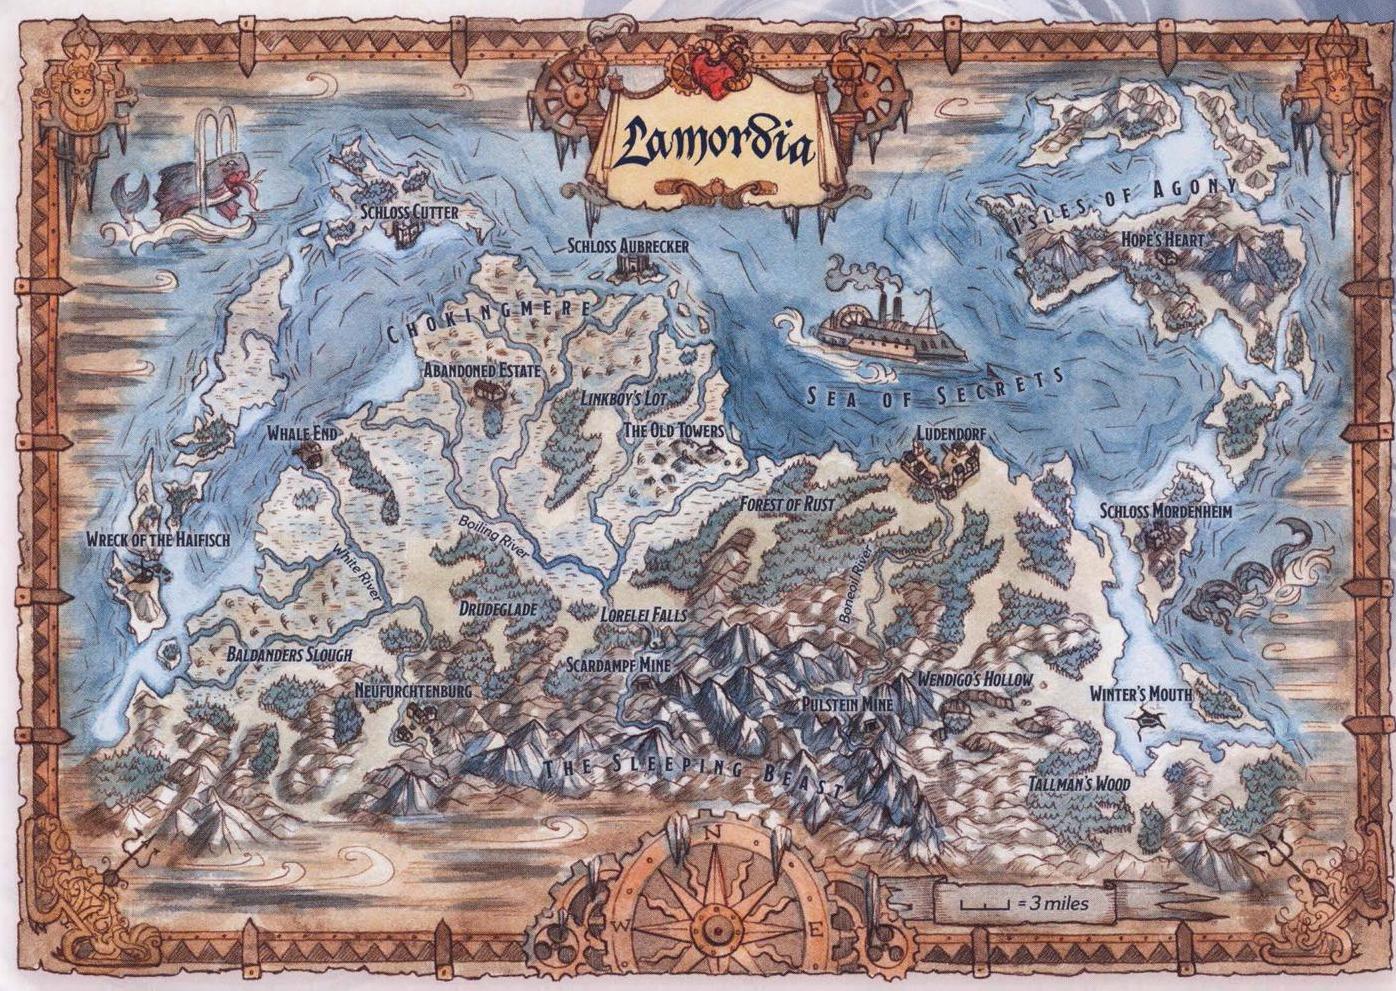 Lamordia
Isles of Agony
Schloss Cutter
Schloss Aubrecker
Hope's Heart
Chokingmere
Abandoned Estate
Linkboy's Lot
Sea of Secrets
Whale End
The Old Towers
Ludendorf
Forest of Rust
Schloss Mordenheim
Wreck of the Haifisch
Boiling River
White River
Boneoal River
Drudeglade
Lorelei Falls
Baldanders Slough
Scardampf Mine
Wendigo's Hollow
Neufurchtenburg
Pulstein Mine
Winter's Mouth
The Sleeping Beast
Tallman's Wood
N
W
E
= 3 miles